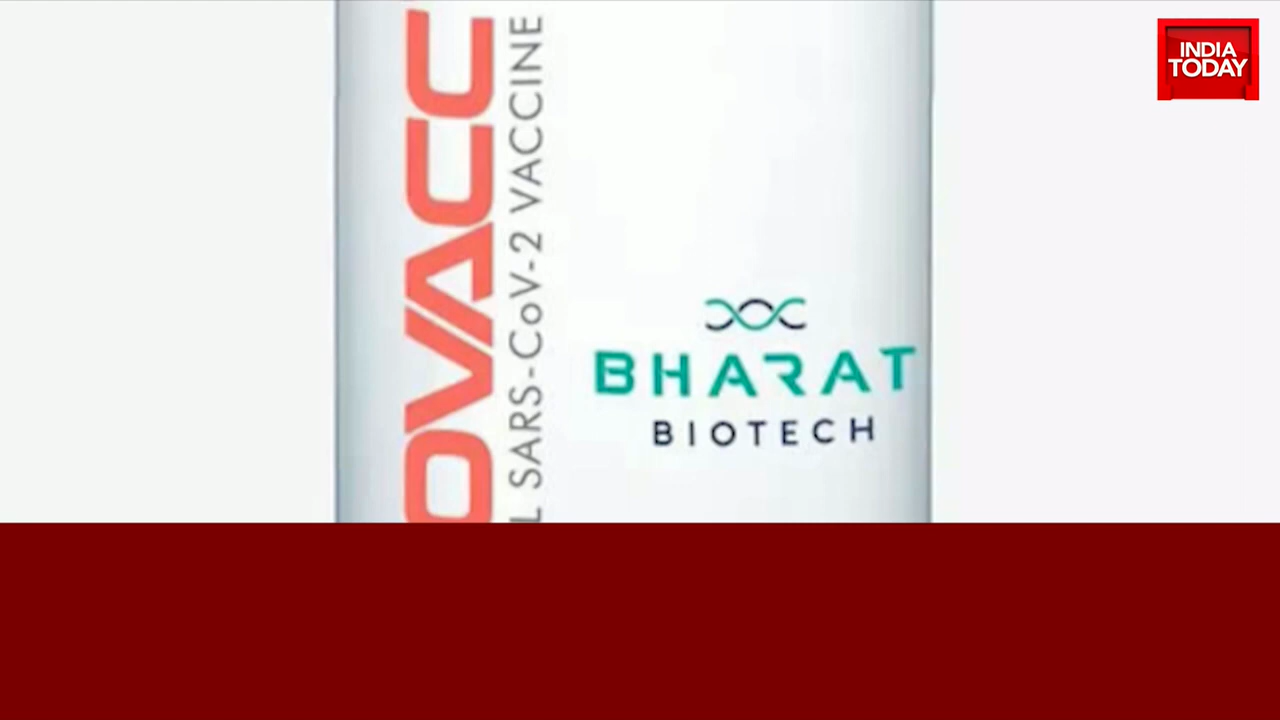 OVACC
L SARS-CoV-2 VACCINE
BHARAT
BIOTECH
INDIA
TODAY